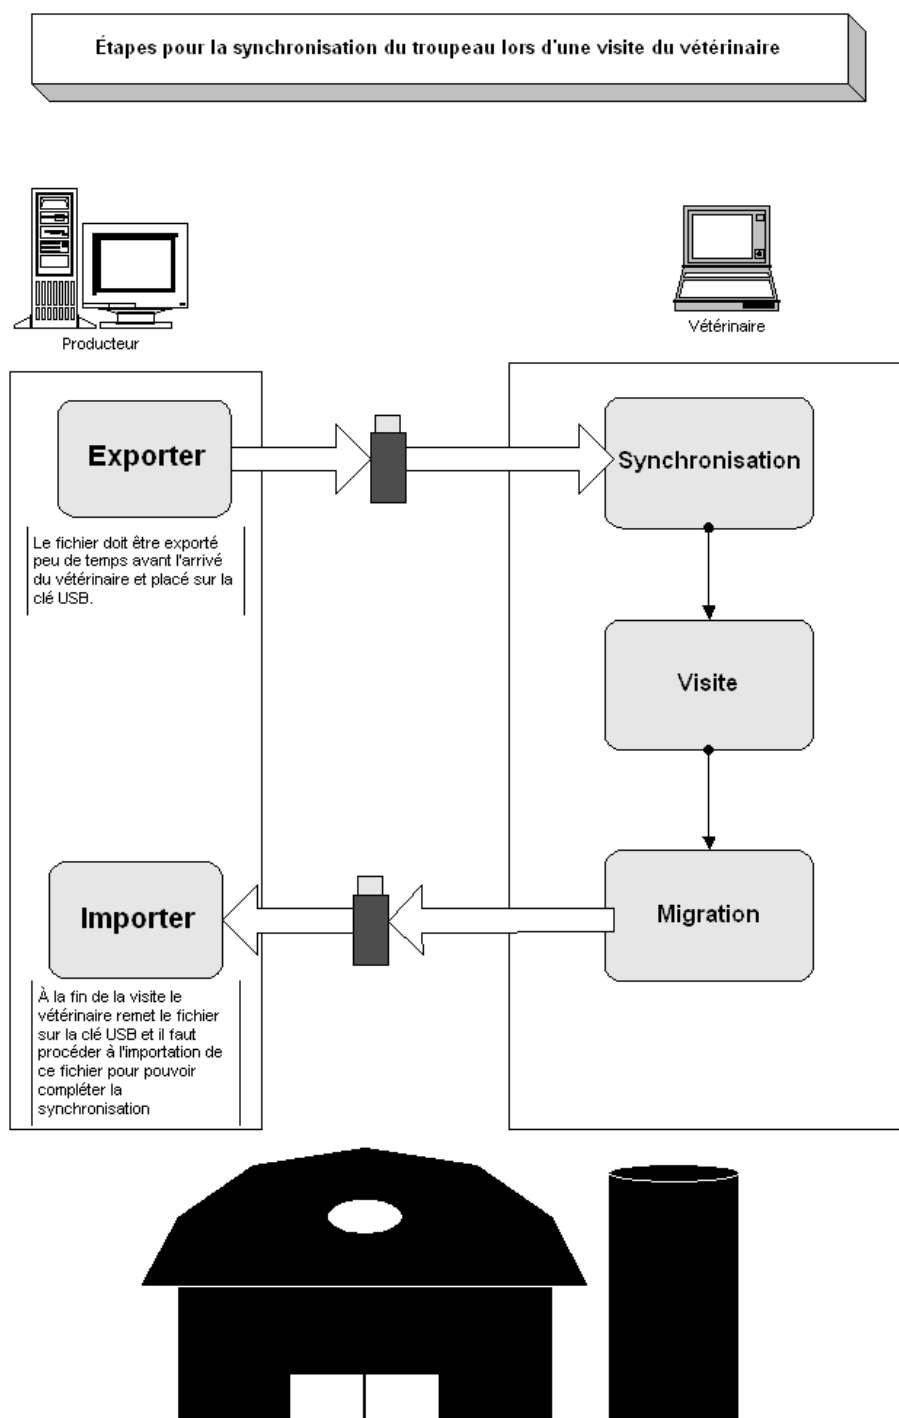 Étapes pour la synchronisation du troupeau lors d'une visite du vétérinaire
Producteur
Vétérinaire
Exporter
Synchronisation
Le fichier doit être exporté
peu de temps avant l'arrivé
du vétérinaire et placé sur la
clé USB.
Visite
Importer
Migration
À la fin de la visite le
vétérinaire remet le fichier
sur la clé USB et il faut
procéder à l'importation de
ce fichier pour pouvoir
compléter la
synchronisation